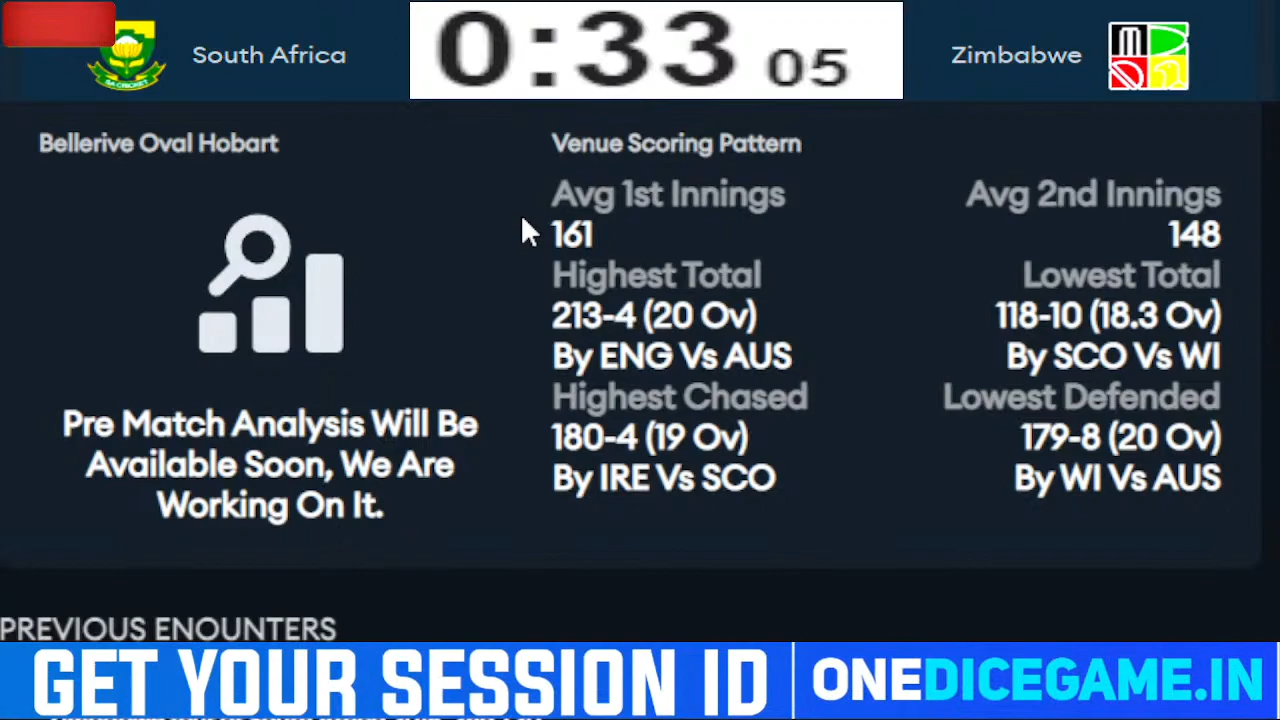 South Africa
0:33 05
Zimbabwe
SA CRICKET
Bellerive Oval Hobart
Venue Scoring Pattern
Avg 1st Innings
Avg 2nd Innings
161
148
Highest Total
Lowest Total
213-4 (20 Ov)
118-10 (18.3 Ov)
By ENG Vs AUS
By SCO Vs WI
Highest Chased
Lowest Defended
180-4 (19 Ov)
179-8 (20 Ov)
By IRE Vs SCO
By WI Vs AUS
Pre Match Analysis Will Be
Available Soon, We Are
Working On It.
PREVIOUS ENOUNTERS
GET YOUR SESSION ID
ONEDICEGAME.IN